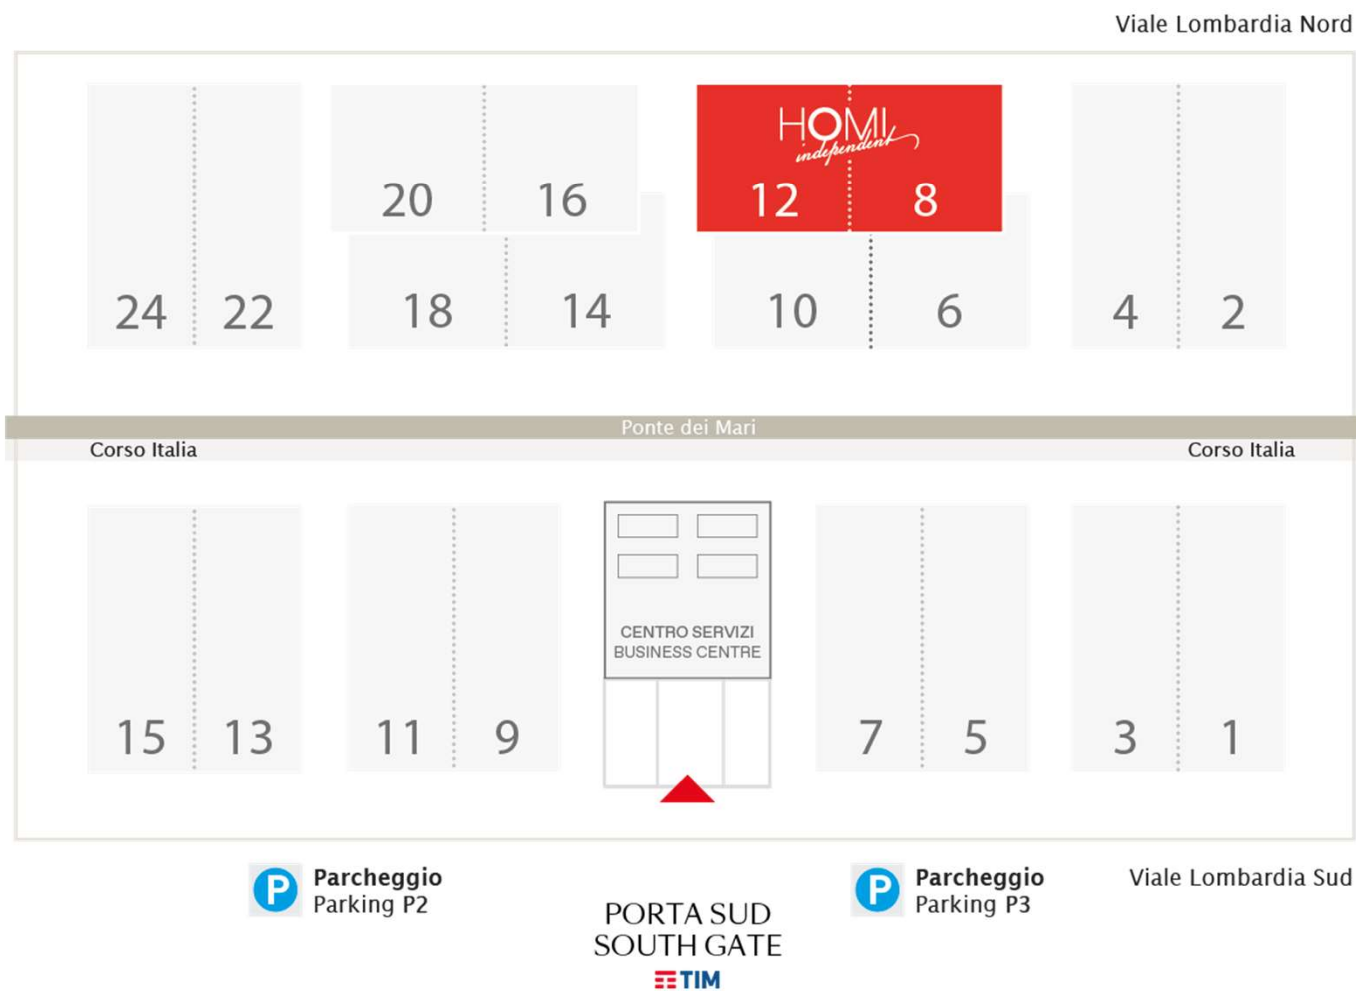 Viale Lombardia Nord
HOMI
independent
20 16 12 8
24 22 18 14 10 6 4 2
Ponte dei Mari
Corso Italia Corso Italia
CENTRO SERVIZI
BUSINESS CENTRE
15 13 11 9 7 5 3 1
P Parcheggio
Parking P2
P Parcheggio
Parking P3
Viale Lombardia Sud
PORTA SUD
SOUTH GATE
TIM